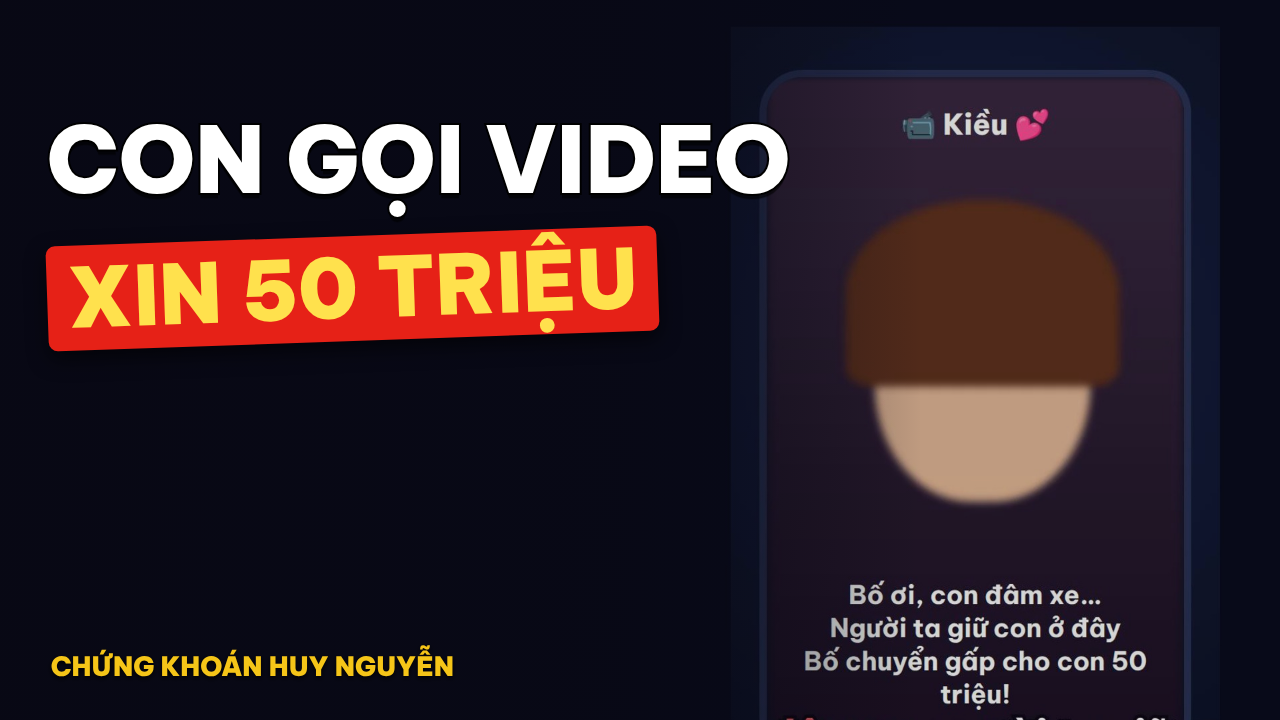 CON GỌI VIDEO
XIN 50 TRIỆU
CHỨNG KHOÁN HUY NGUYỄN
📹 Kiều 💕
Bố ơi, con đâm xe...
Người ta giữ con ở đây
Bố chuyển gấp cho con 50
triệu!